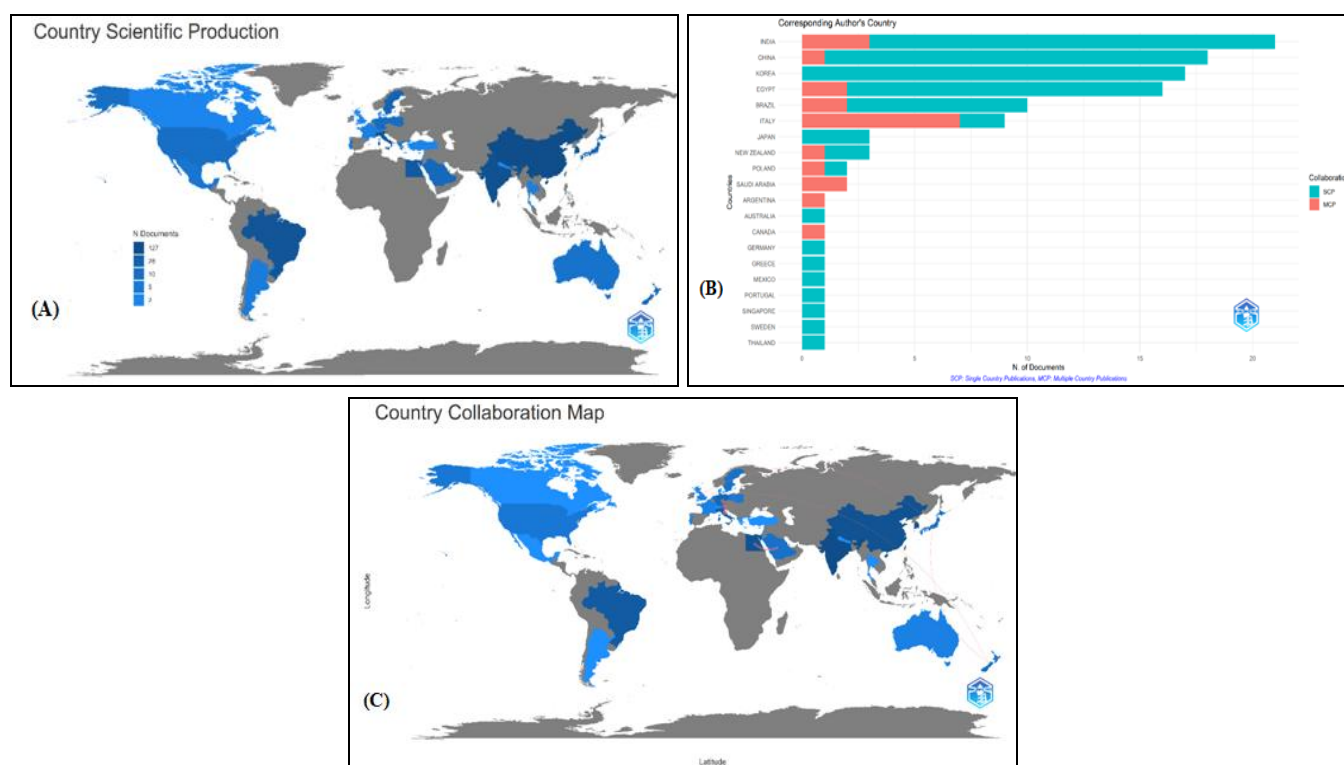 Country Scientific Production
N Documents
127
10
(A)
Corresponding Author's Country
INDIA
CHINA
KOREA
EGYPT
BRAZIL
ITALY
JAPAN
NEW ZEALAND
POLAND
SAUDI ARABIA
ARGENTINA
AUSTRALIA
CANADA
GERMANY
GREECE
MEXICO
PORTUGAL
SINGAPORE
SWEDEN
THAILAND
Countries
0 5 10 15 20
N. of Documents
SCP: Single Country Publications, MCP: Multiple Country Publications
Collaboration
SCP
MCP
(B)
Country Collaboration Map
Longitude
(C)
Latitude